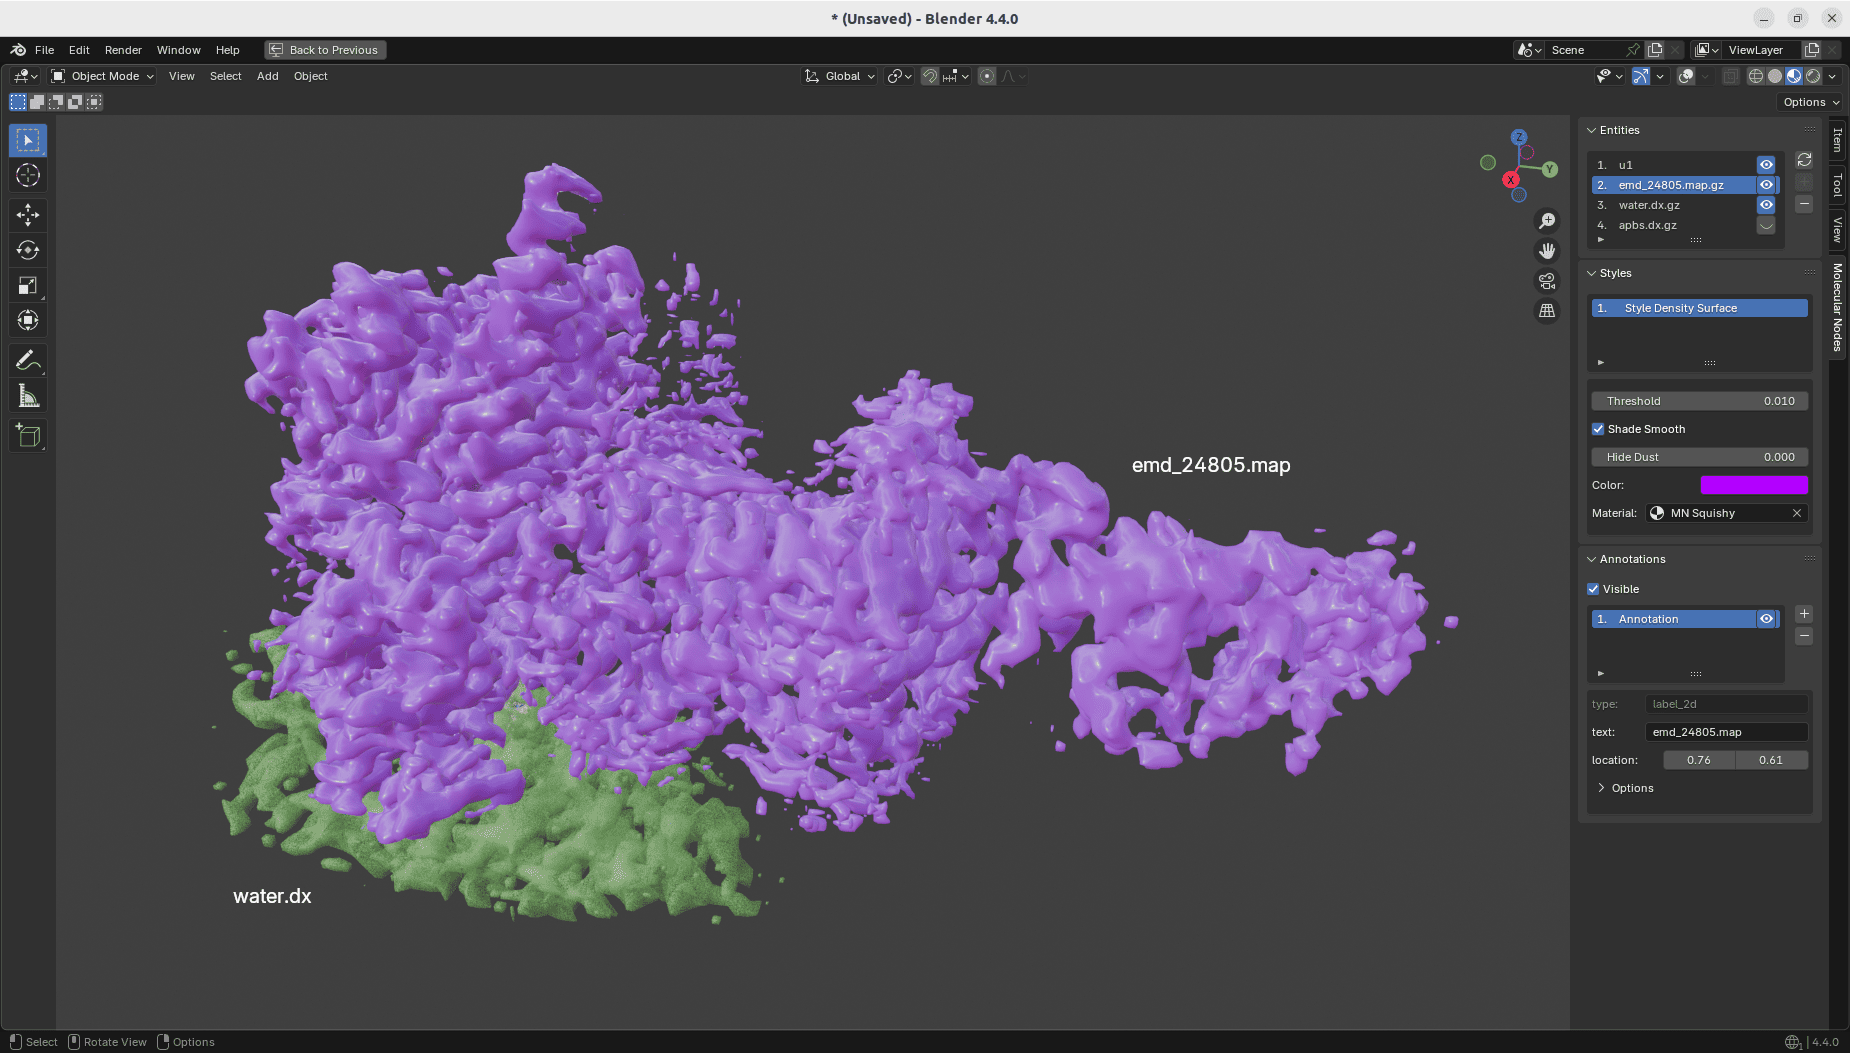 * (Unsaved) - Blender 4.4.0
File Edit Render Window Help Back to Previous Scene ViewLayer
Object Mode View Select Add Object Global
Options
Z
Y
X
emd_24805.map
water.dx
Entities
1. u1
2. emd_24805.map.gz
3. water.dx.gz
4. apbs.dx.gz
Styles
1. Style Density Surface
Threshold 0.010
Shade Smooth
Hide Dust 0.000
Color:
Material: MN Squishy
Annotations
Visible
1. Annotation
type: label_2d
text: emd_24805.map
location: 0.76 0.61
Options
Item
Tool
View
Molecular Nodes
Select Rotate View Options 4.4.0